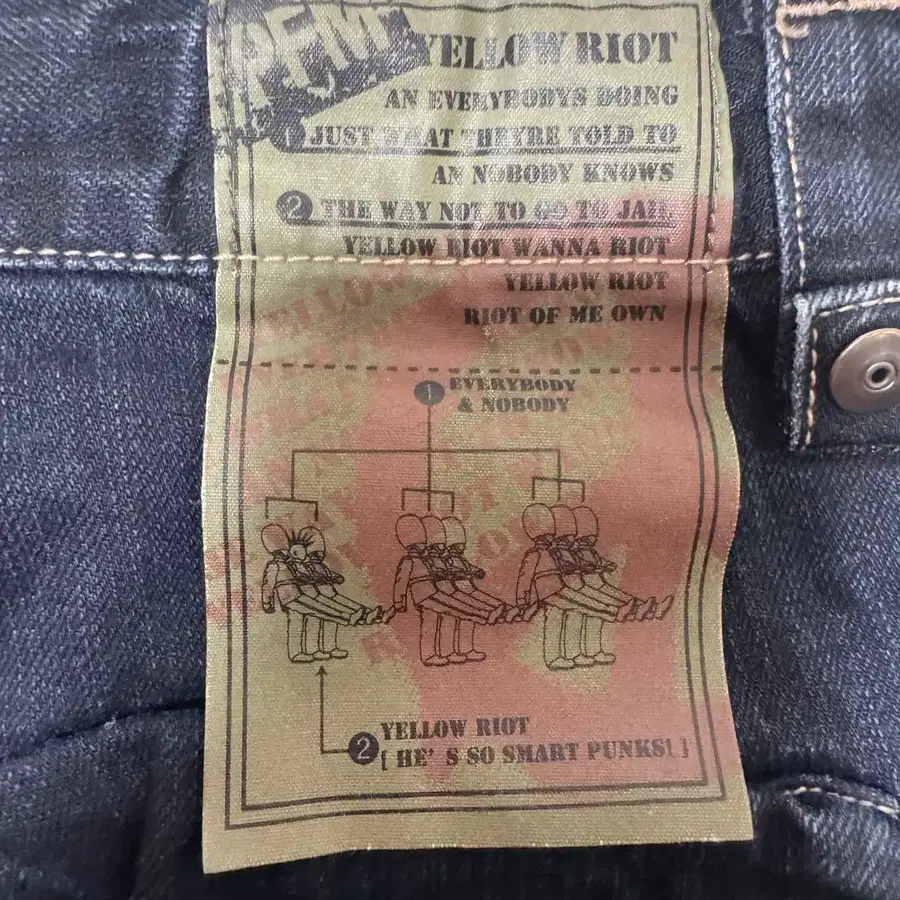 PFM
YELLOW RIOT
AN EVERYBODYS DOING
1 JUST WHAT THEYRE TOLD TO
AN NOBODY KNOWS
2 THE WAY NOT TO GO TO JAIL
YELLOW RIOT WANNA RIOT
YELLOW RIOT
RIOT OF ME OWN
1 EVERYBODY
& NOBODY
2 YELLOW RIOT
[ HE'S SO SMART PUNKS! ]